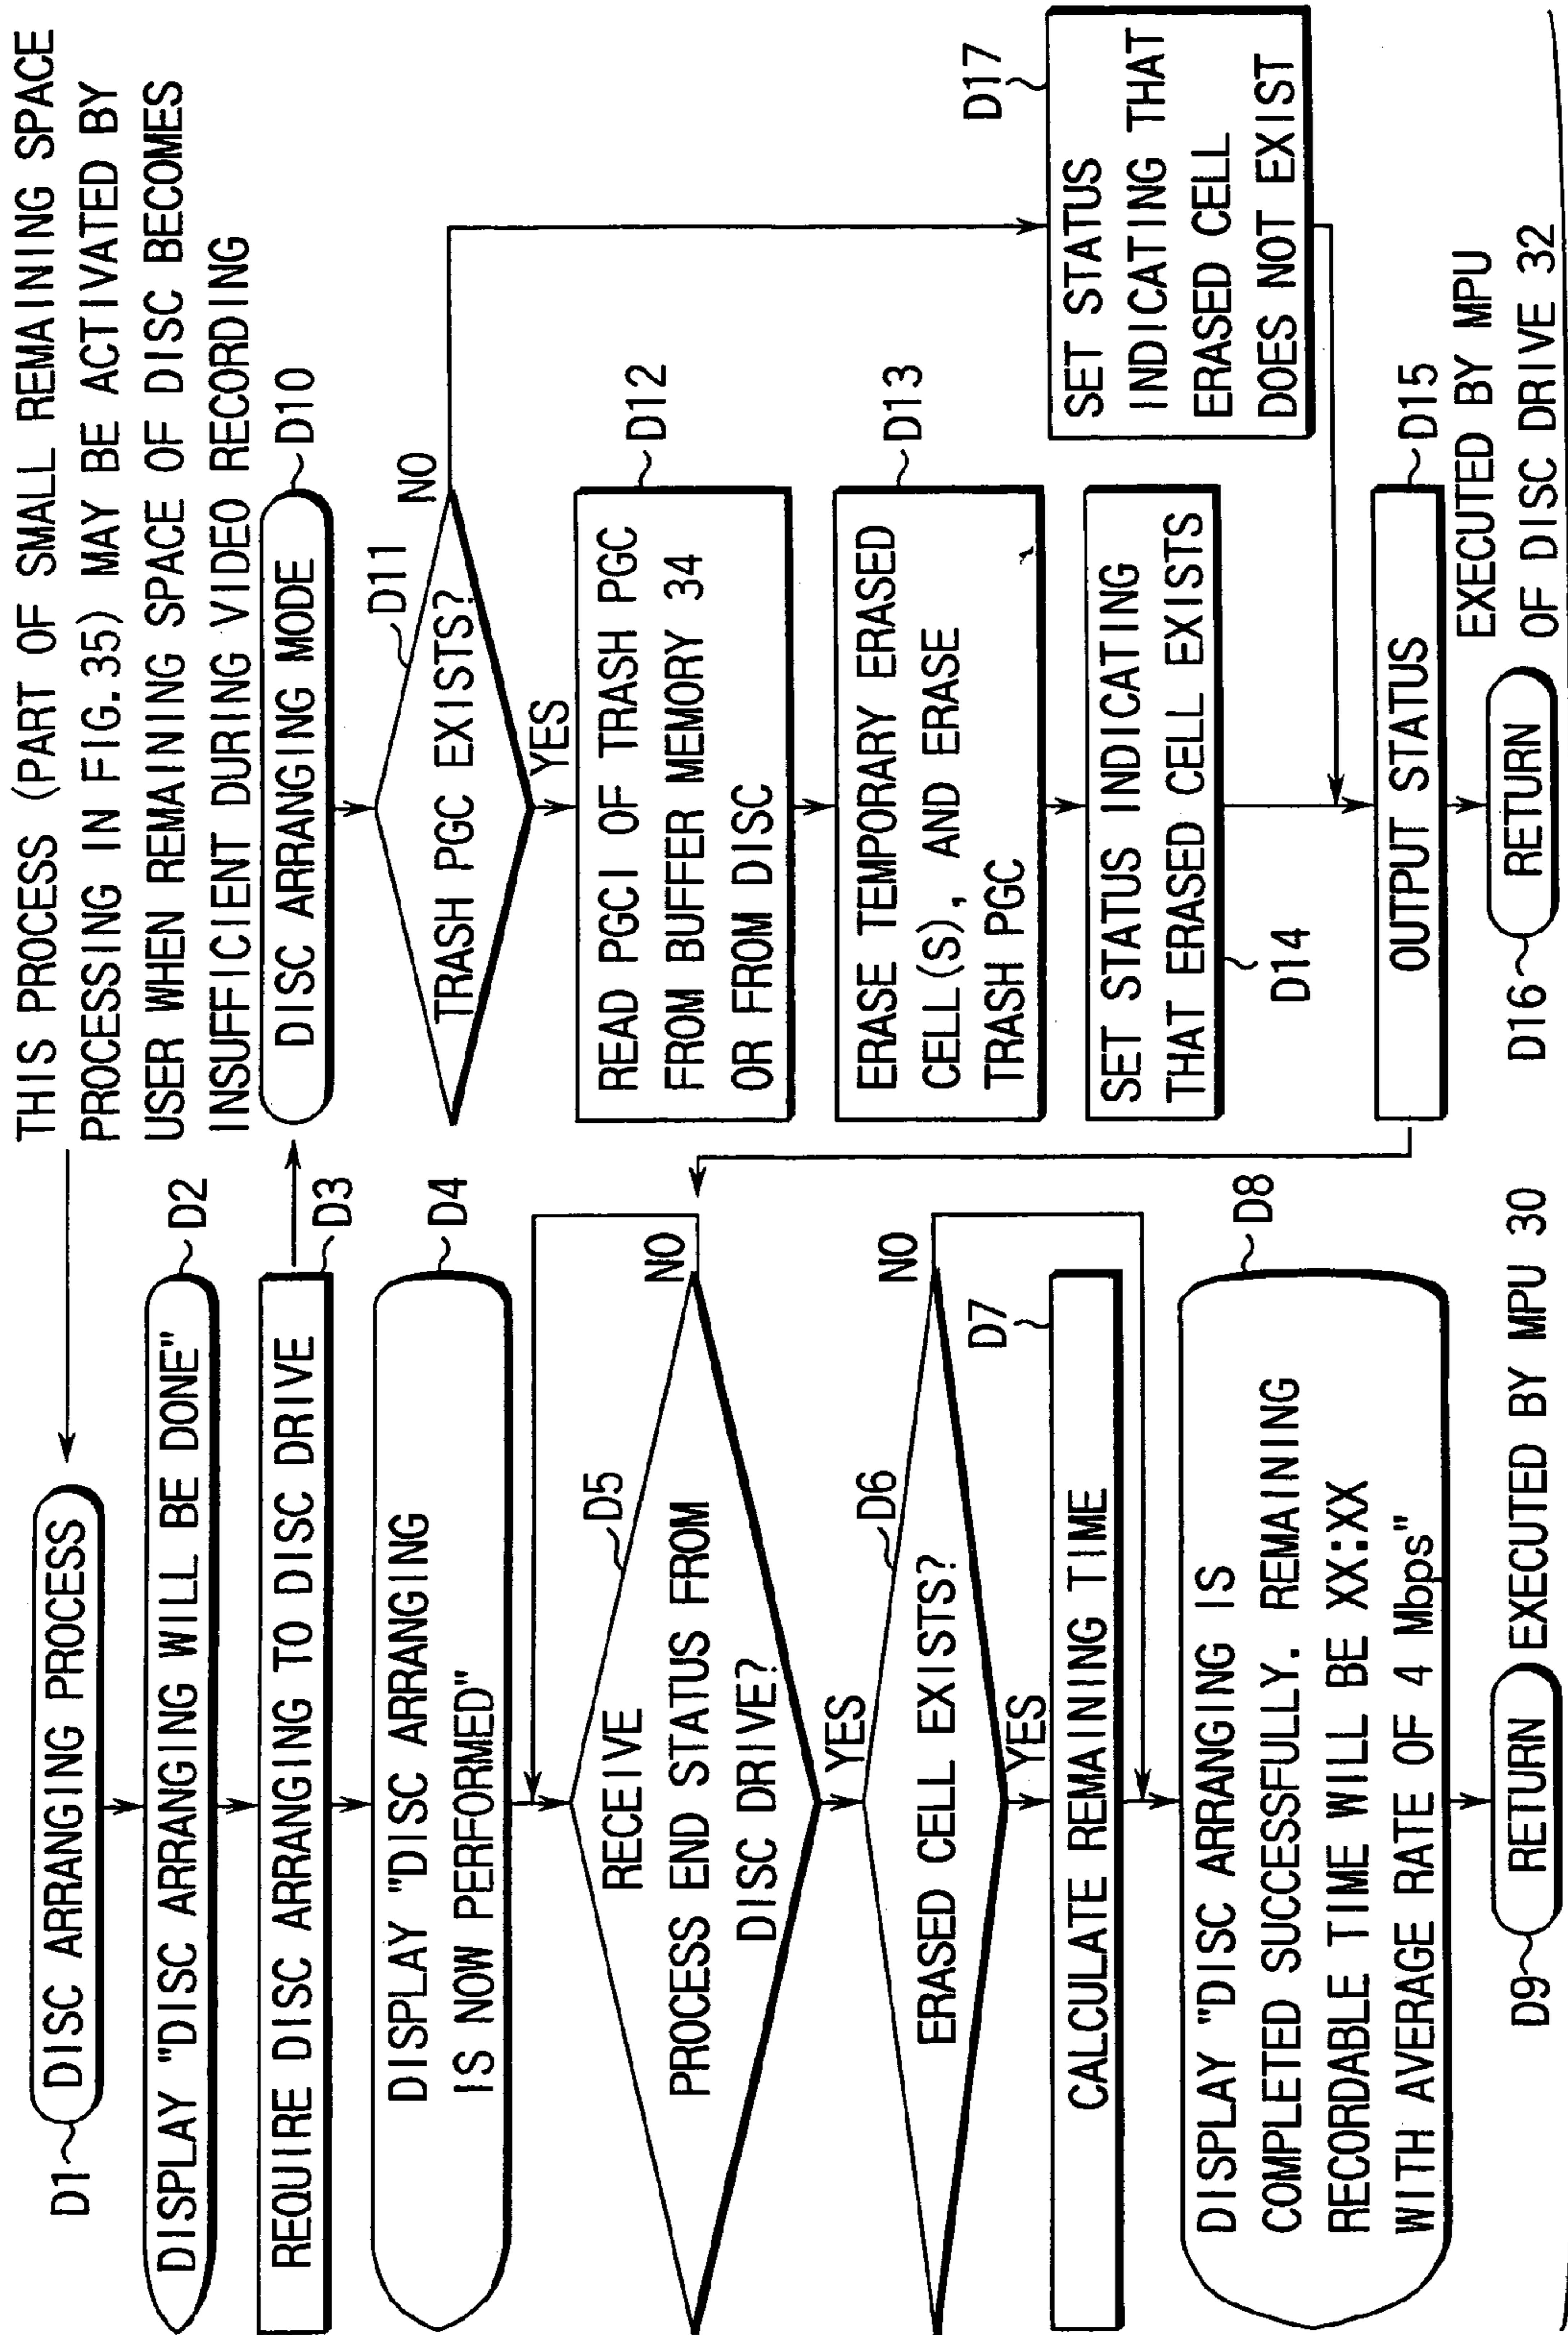 THIS PROCESS (PART OF SMALL REMAINING SPACE
PROCESSING IN FIG.35) MAY BE ACTIVATED BY
USER WHEN REMAINING SPACE OF DISC BECOMES
INSUFFICIENT DURING VIDEO RECORDING
D1
DISC ARRANGING PROCESS
DISPLAY "DISC ARRANGING WILL BE DONE"
D2
REQUIRE DISC ARRANGING TO DISC DRIVE
D3
DISPLAY "DISC ARRANGING
IS NOW PERFORMED"
D4
RECEIVE
PROCESS END STATUS FROM
DISC DRIVE?
D5
NO
YES
ERASED CELL EXISTS?
D6
NO
YES
CALCULATE REMAINING TIME
D7
DISPLAY "DISC ARRANGING IS
COMPLETED SUCCESSFULLY. REMAINING
RECORDABLE TIME WILL BE XX:XX
WITH AVERAGE RATE OF 4 Mbps"
D8
D9
RETURN
EXECUTED BY MPU 30
DISC ARRANGING MODE
D10
TRASH PGC EXISTS?
D11
NO
YES
READ PGCI OF TRASH PGC
FROM BUFFER MEMORY 34
OR FROM DISC
D12
ERASE TEMPORARY ERASED
CELL(S), AND ERASE
TRASH PGC
D13
SET STATUS INDICATING
THAT ERASED CELL EXISTS
D14
SET STATUS
INDICATING THAT
ERASED CELL
DOES NOT EXIST
D17
OUTPUT STATUS
D15
D16
RETURN
EXECUTED BY MPU
OF DISC DRIVE 32